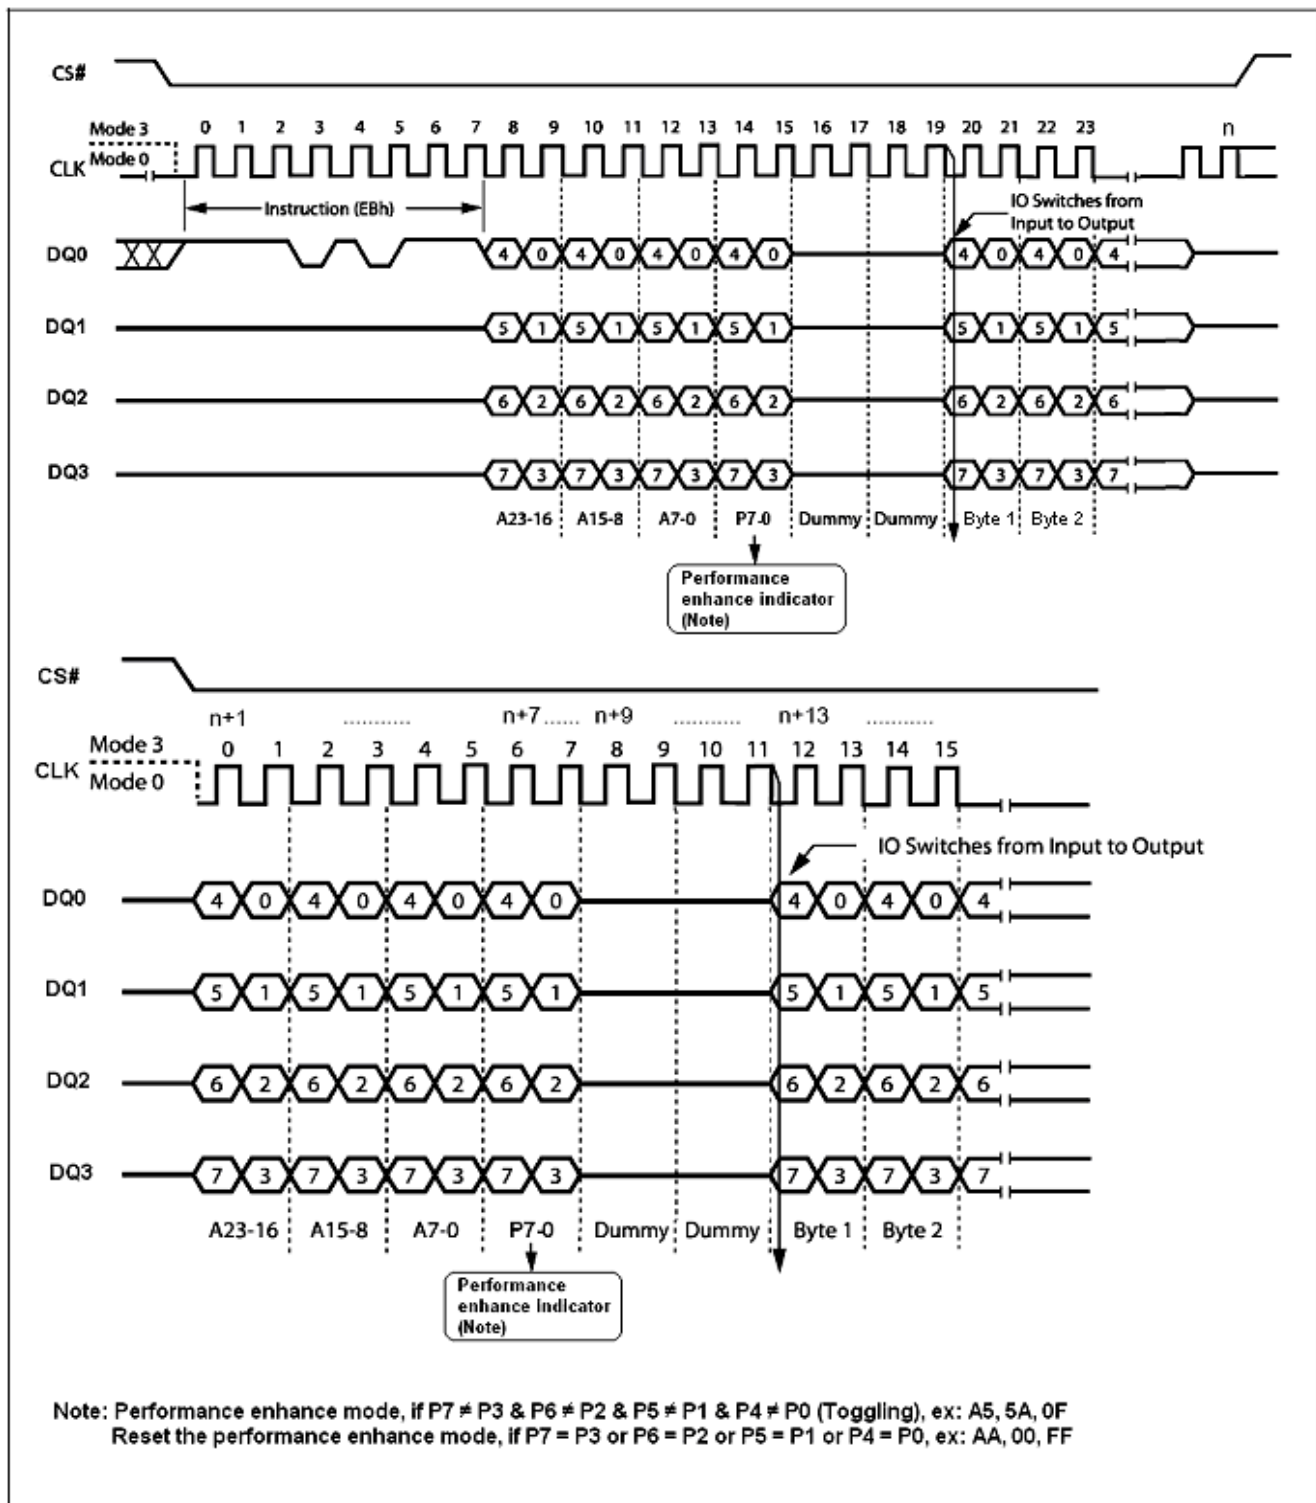 CS#
Mode 3
0 1 2 3 4 5 6 7 8 9 10 11 12 13 14 15 16 17 18 19 20 21 22 23 n
CLK Mode 0
Instruction (EBh)
IO Switches from
Input to Output
DQ0 4 0 4 0 4 0 4 0 4 0 4 0 4
DQ1 5 1 5 1 5 1 5 1 5 1 5 1 5
DQ2 6 2 6 2 6 2 6 2 6 2 6 2 6
DQ3 7 3 7 3 7 3 7 3 7 3 7 3 7
A23-16 A15-8 A7-0 P7-0 Dummy Dummy Byte 1 Byte 2
Performance
enhance indicator
(Note)
CS#
n+1 ........... n+7 ...... n+9 ........... n+13 ...........
Mode 3 0 1 2 3 4 5 6 7 8 9 10 11 12 13 14 15
CLK Mode 0
IO Switches from Input to Output
DQ0 4 0 4 0 4 0 4 0 4 0 4 0 4
DQ1 5 1 5 1 5 1 5 1 5 1 5 1 5
DQ2 6 2 6 2 6 2 6 2 6 2 6 2 6
DQ3 7 3 7 3 7 3 7 3 7 3 7 3 7
A23-16 A15-8 A7-0 P7-0 Dummy Dummy Byte 1 Byte 2
Performance
enhance indicator
(Note)
Note: Performance enhance mode, if P7 ≠ P3 & P6 ≠ P2 & P5 ≠ P1 & P4 ≠ P0 (Toggling), ex: A5, 5A, 0F
Reset the performance enhance mode, if P7 = P3 or P6 = P2 or P5 = P1 or P4 = P0, ex: AA, 00, FF